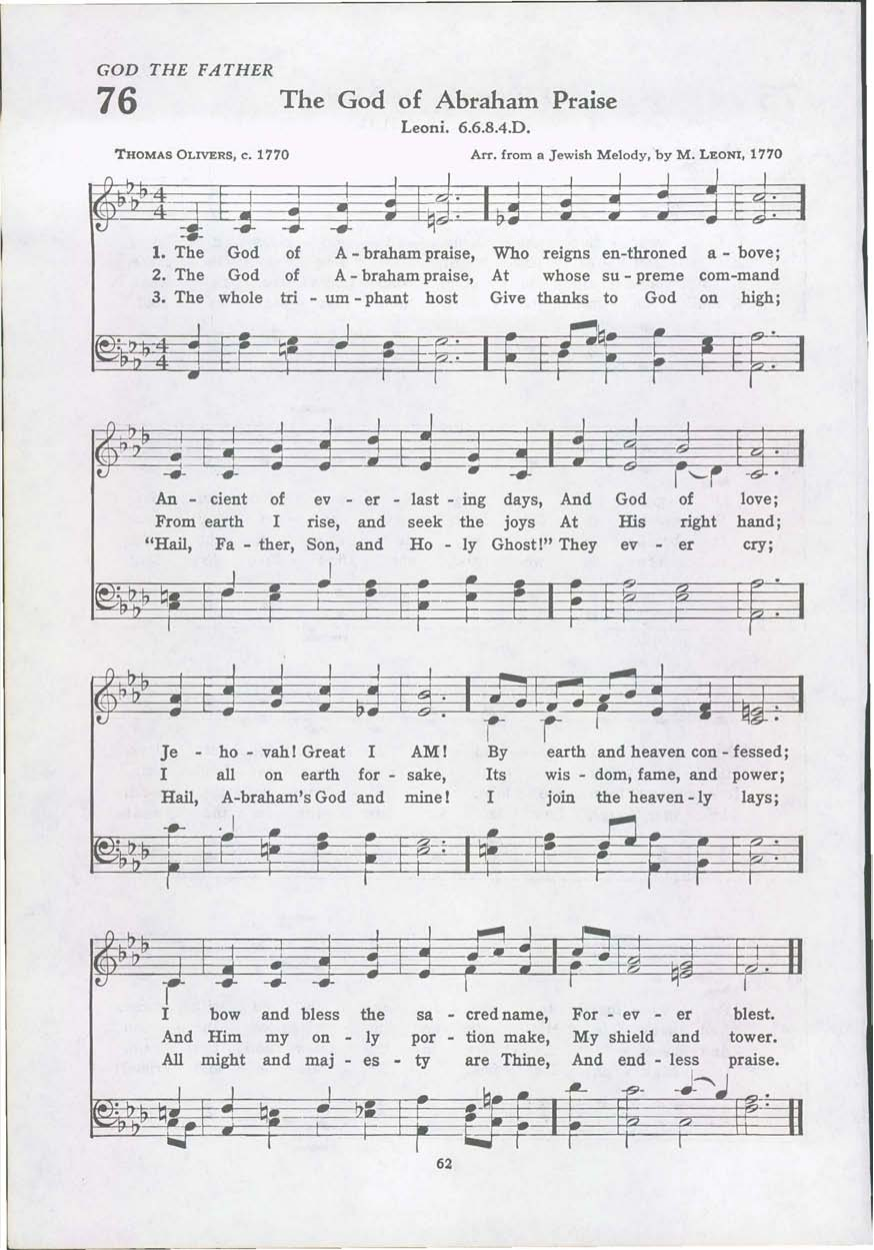 GOD THE FATHER
76 The God of Abraham Praise
Leoni. 6.6.8.4.D.
THOMAS OLIVERS, c. 1770 Arr. from a Jewish Melody, by M. LEONI, 1770
4
4
1. The God of A - braham praise, Who reigns en-throned a - bove;
2. The God of A - braham praise, At whose su - preme com-mand
3. The whole tri - um - phant host Give thanks to God on high;
4
4
An - cient of ev - er - last - ing days, And God of love;
From earth I rise, and seek the joys At His right hand;
“Hail, Fa - ther, Son, and Ho - ly Ghost!” They ev - er cry;
Je - ho - vah! Great I AM! By earth and heaven con - fessed;
I all on earth for - sake, Its wis - dom, fame, and power;
Hail, A-braham's God and mine! I join the heaven - ly lays;
I bow and bless the sa - cred name, For - ev - er blest.
And Him my on - ly por - tion make, My shield and tower.
All might and maj - es - ty are Thine, And end - less praise.
62